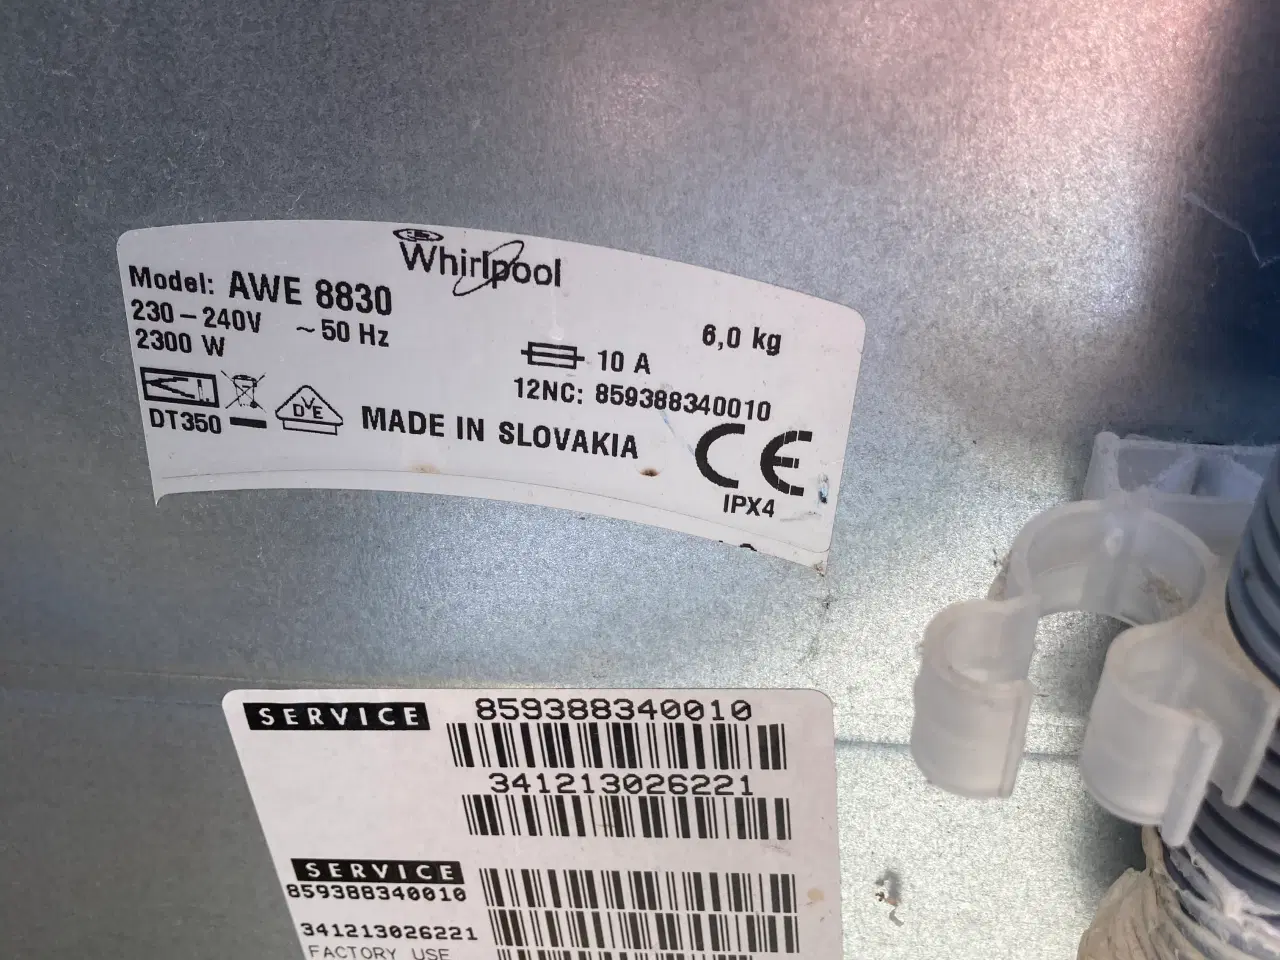 Whirlpool
Model: AWE 8830
230 – 240V ~ 50 Hz
2300 W
6,0 kg
10 A
12NC: 859388340010
DT350
DVE
MADE IN SLOVAKIA
CE
IPX4
SERVICE 859388340010
341213026221
SERVICE
859388340010
341213026221
FACTORY USE